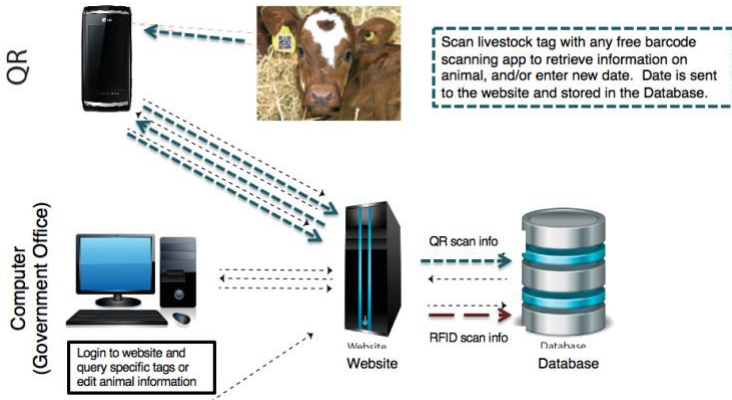 QR
Scan livestock tag with any free barcode
scanning app to retrieve information on
animal, and/or enter new date. Date is sent
to the website and stored in the Database.
QR scan info
Computer
(Government Office)
RFID scan info
Website
Database
Website
Database
Login to website and
query specific tags or
edit animal information